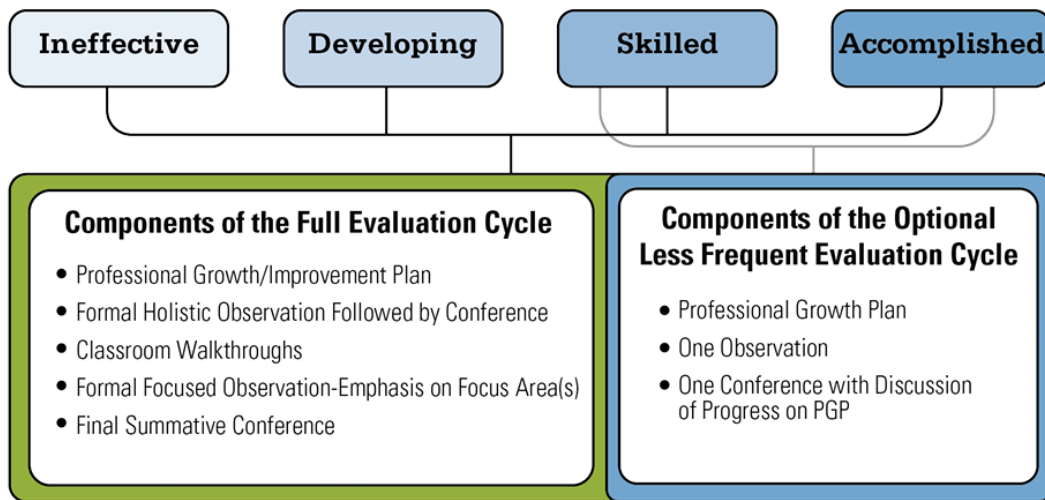 Ineffective
Developing
Skilled
Accomplished
Components of the Full Evaluation Cycle
• Professional Growth/Improvement Plan
• Formal Holistic Observation Followed by Conference
• Classroom Walkthroughs
• Formal Focused Observation-Emphasis on Focus Area(s)
• Final Summative Conference
Components of the Optional
Less Frequent Evaluation Cycle
• Professional Growth Plan
• One Observation
• One Conference with Discussion
of Progress on PGP